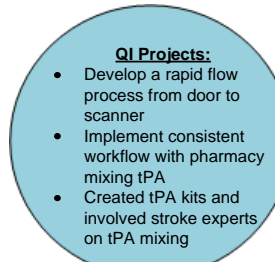 QI Projects:
• Develop a rapid flow
process from door to
scanner
• Implement consistent
workflow with pharmacy
mixing tPA
• Created tPA kits and
involved stroke experts
on tPA mixing